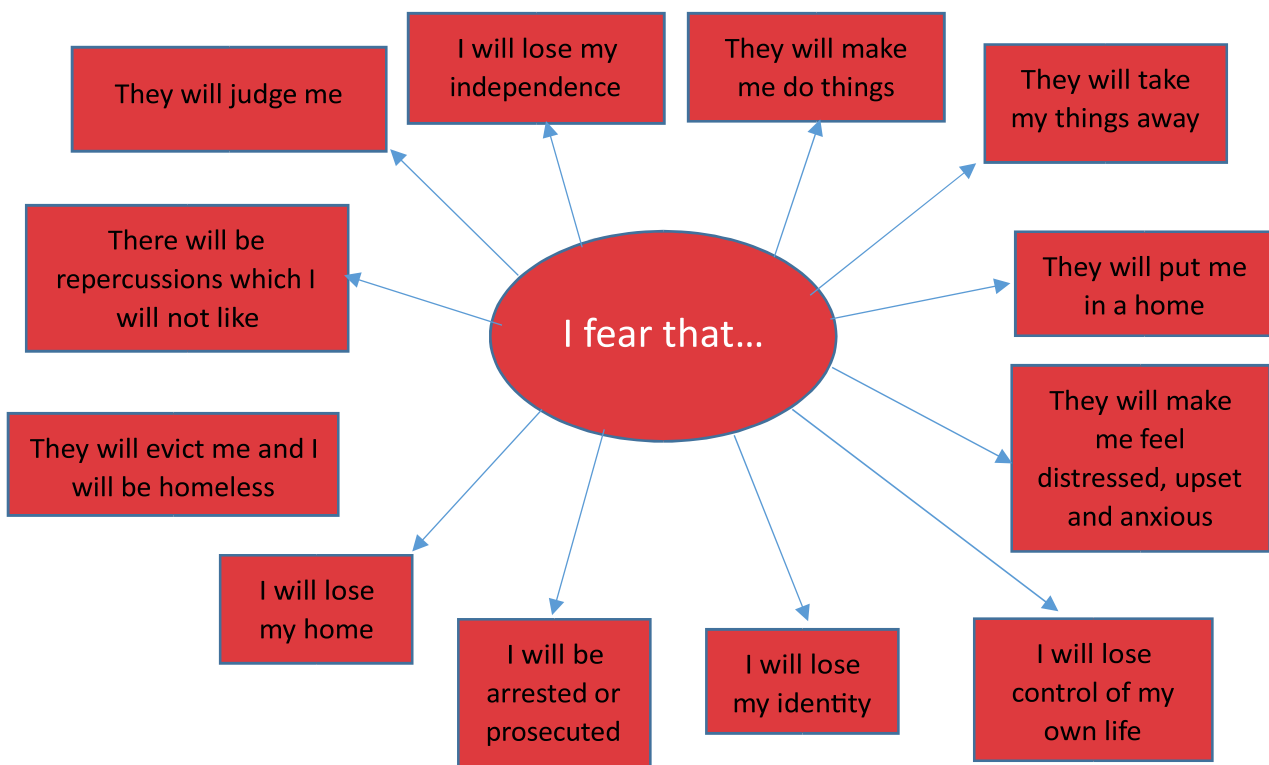 They will judge me
I will lose my
independence
They will make
me do things
They will take
my things away
There will be
repercussions which I
will not like
I fear that...
They will put me
in a home
They will evict me and I
will be homeless
They will make
me feel
distressed, upset
and anxious
I will lose
my home
I will be
arrested or
prosecuted
I will lose
my identity
I will lose
control of my
own life